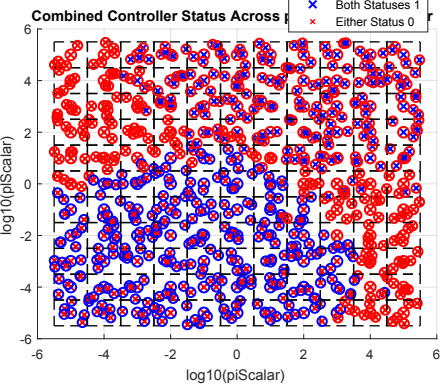 Combined Controller Status Across
Both Statuses 1
Either Status 0
6
4
2
0
-2
-4
-6
log10(piScalar)
-6
-4
-2
0
2
4
6
log10(piScalar)